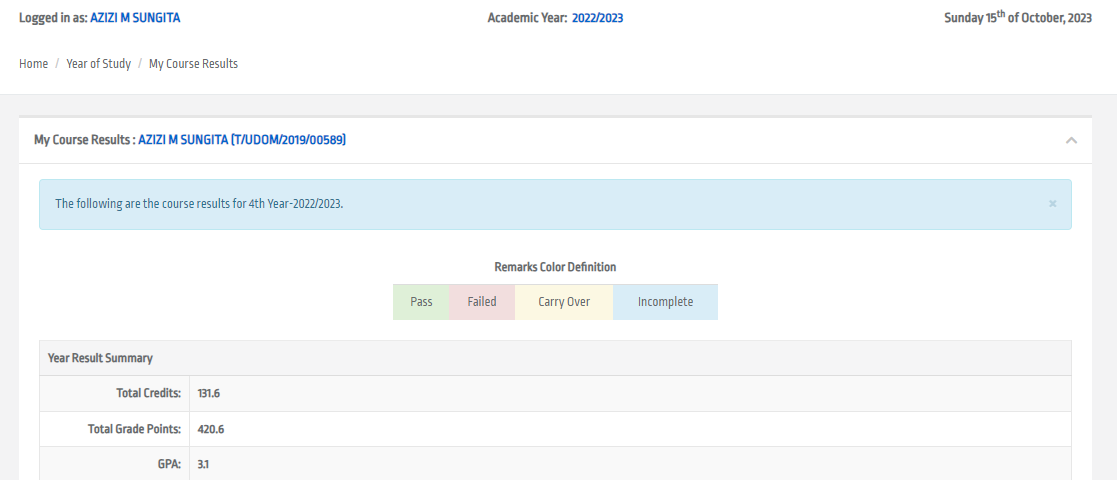 Logged in as: AZIZI M SUNGITA Academic Year: 2022/2023 Sunday 15th of October, 2023
Home / Year of Study / My Course Results
My Course Results : AZIZI M SUNGITA (T/UDOM/2019/00589)
The following are the course results for 4th Year-2022/2023. ×
Remarks Color Definition
Pass Failed Carry Over Incomplete
Year Result Summary
Total Credits: 131.6
Total Grade Points: 420.6
GPA: 3.1